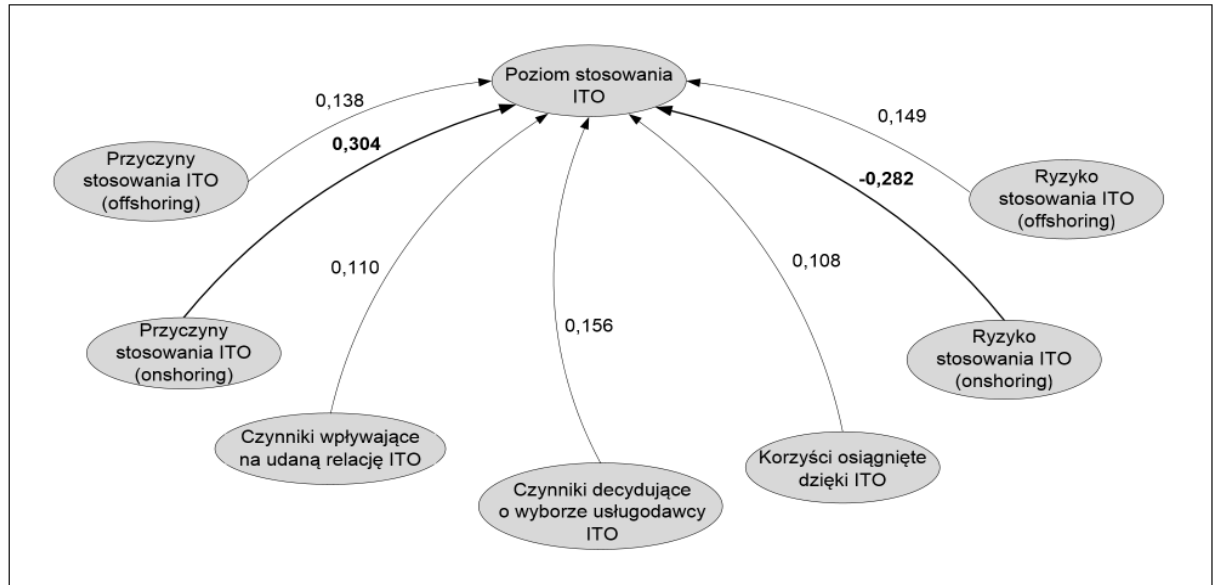 Poziom stosowania
ITO
0,138
0,149
0,304
-0,282
Przyczyny
stosowania ITO
(offshoring)
Ryzyko
stosowania ITO
(offshoring)
0,110
0,108
0,156
Przyczyny
stosowania ITO
(onshoring)
Ryzyko
stosowania ITO
(onshoring)
Czynniki wpływające
na udaną relację ITO
Korzyści osiągnięte
dzięki ITO
Czynniki decydujące
o wyborze usługodawcy
ITO